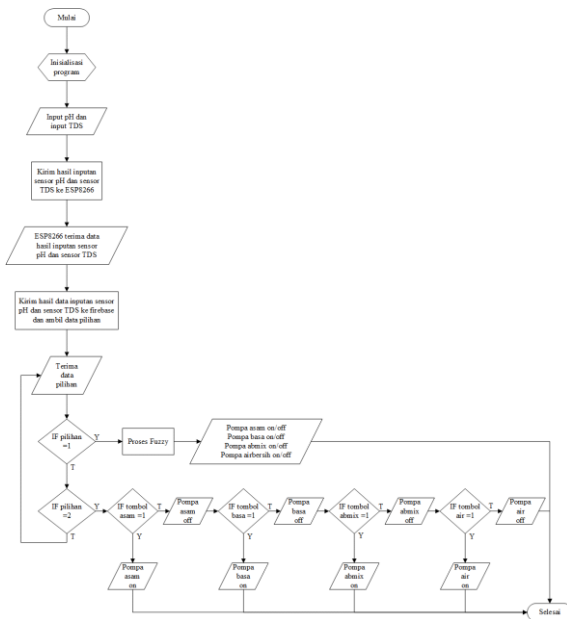 Mulai
Inisialisasi
program
Input pH dan
input TDS
Kirim hasil inputan
sensor pH dan sensor
TDS ke ESP8266
ESP8266 terima data
hasil inputan sensor
pH dan sensor TDS
Kirim hasil data inputan sensor
pH dan sensor TDS ke firebase
dan ambil data pilihan
Terima
data
pilihan
IF pilihan
=1
Y
T
Proses Fuzzy
Pompa asam on/off
Pompa basa on/off
Pompa abmix on/off
Pompa airbersih on/off
IF pilihan
=2
Y
T
IF tombol
asam =1
T
Y
Pompa
asam
off
IF tombol
basa =1
T
Y
Pompa
basa
off
IF tombol
abmix =1
T
Y
Pompa
abmix
off
IF tombol
air =1
T
Y
Pompa
air
off
Pompa
asam
on
Pompa
basa
on
Pompa
abmix
on
Pompa
air
on
Selesai